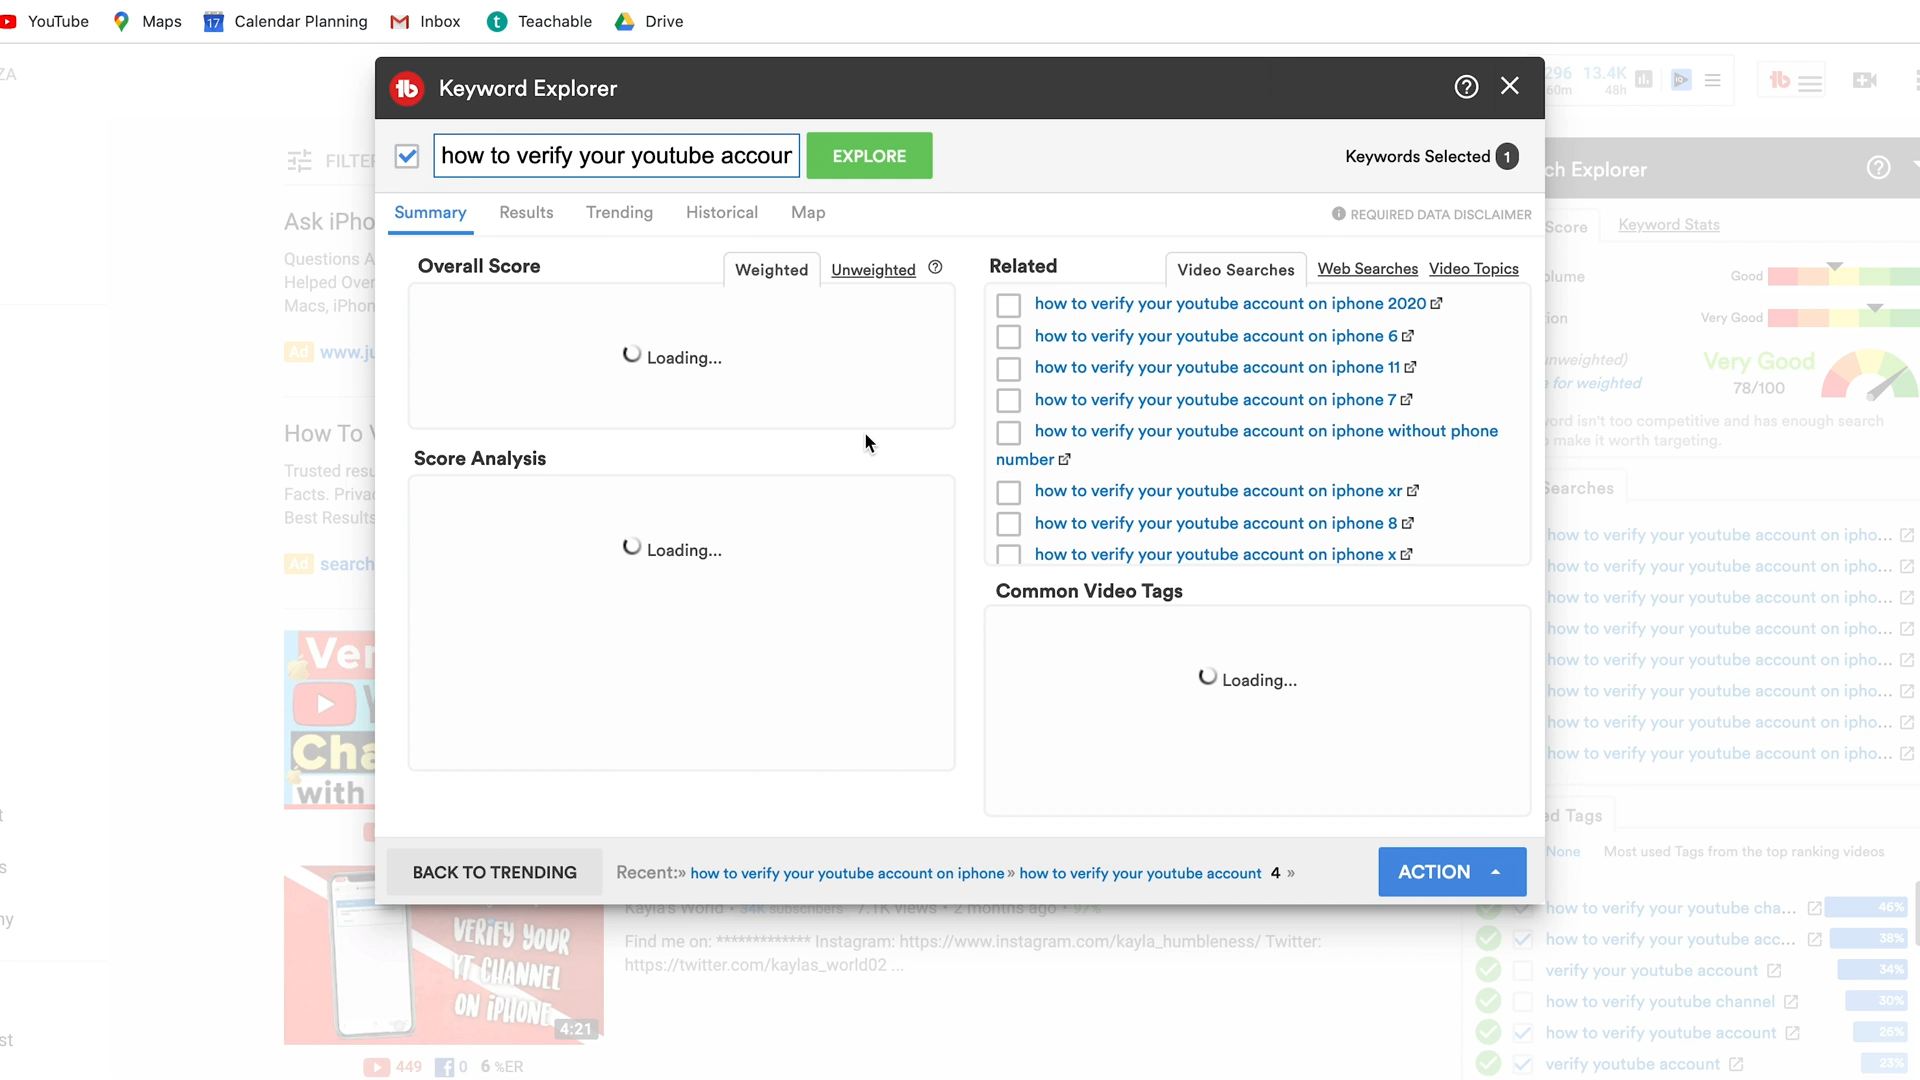 YouTube Maps 17 Calendar Planning Inbox t Teachable Drive
ZA
tb Keyword Explorer
296 13.4K
60m 48h
tb
how to verify your youtube accour EXPLORE
Keywords Selected 1
FILTE
ch Explorer
Summary Results Trending Historical Map
REQUIRED DATA DISCLAIMER
Ask iPho
Questions A
Helped Over
Macs, iPhon
Ad www.ju
How To V
Trusted resu
Facts. Priva
Best Results
Ad search
Overall Score Weighted Unweighted
Loading...
Score Analysis
Loading...
Related Video Searches Web Searches Video Topics
how to verify your youtube account on iphone 2020
how to verify your youtube account on iphone 6
how to verify your youtube account on iphone 11
how to verify your youtube account on iphone 7
how to verify your youtube account on iphone without phone
number
how to verify your youtube account on iphone xr
how to verify your youtube account on iphone 8
how to verify your youtube account on iphone x
Common Video Tags
Loading...
Score Keyword Stats
olume Good
ion Very Good
unweighted) Very Good
for weighted 78/100
word isn't too competitive and has enough search
make it worth targeting.
Searches
how to verify your youtube account on ipho...
how to verify your youtube account on ipho...
how to verify your youtube account on ipho...
how to verify your youtube account on ipho...
how to verify your youtube account on ipho...
how to verify your youtube account on ipho...
how to verify your youtube account on ipho...
how to verify your youtube account on ipho...
Ver
Y
Cha
with
BACK TO TRENDING Recent:» how to verify your youtube account on iphone » how to verify your youtube account 4 »
ACTION
Kayla's World • 34K subscribers • 7.1K views • 2 months ago • 97%
Find me on: ************* Instagram: https://www.instagram.com/kayla_humbleness/ Twitter:
https://twitter.com/kaylas_world02 ...
VERIFY YOUR
YT CHANNEL
ON iPHONE
4:21
449 0 6 %ER
ed Tags
None Most used Tags from the top ranking videos
how to verify your youtube cha... 46%
how to verify your youtube acc... 38%
verify your youtube account 34%
how to verify youtube channel 30%
how to verify youtube account 26%
verify youtube account 23%